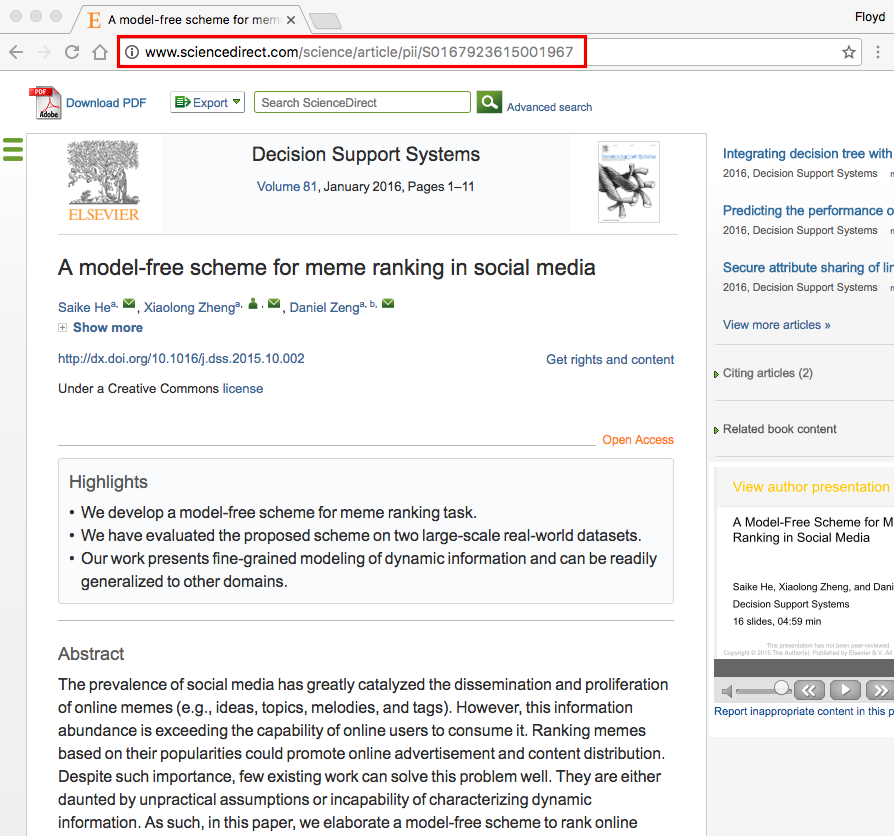 A model-free scheme for mem
Floyd
www.sciencedirect.com/science/article/pii/S0167923615001967
PDF
Adobe
Download PDF
Export
Search ScienceDirect
Advanced search
ELSEVIER
Decision Support Systems
Volume 81, January 2016, Pages 1–11
A model-free scheme for meme ranking in social media
Saike He a, , Xiaolong Zheng a, , , Daniel Zeng a, b,
Show more
http://dx.doi.org/10.1016/j.dss.2015.10.002
Get rights and content
Under a Creative Commons license
Open Access
Highlights
• We develop a model-free scheme for meme ranking task.
• We have evaluated the proposed scheme on two large-scale real-world datasets.
• Our work presents fine-grained modeling of dynamic information and can be readily
generalized to other domains.
Abstract
The prevalence of social media has greatly catalyzed the dissemination and proliferation
of online memes (e.g., ideas, topics, melodies, and tags). However, this information
abundance is exceeding the capability of online users to consume it. Ranking memes
based on their popularities could promote online advertisement and content distribution.
Despite such importance, few existing work can solve this problem well. They are either
daunted by unpractical assumptions or incapability of characterizing dynamic
information. As such, in this paper, we elaborate a model-free scheme to rank online
Integrating decision tree with
2016, Decision Support Systems
Predicting the performance o
2016, Decision Support Systems
Secure attribute sharing of lin
2016, Decision Support Systems
View more articles »
Citing articles (2)
Related book content
View author presentation
A Model-Free Scheme for M
Ranking in Social Media
Saike He, Xiaolong Zheng, and Dani
Decision Support Systems
16 slides, 04:59 min
This presentation has not been peer-reviewed.
Copyright © 2015 The Author(s). Published by Elsevier B.V. All
Report inappropriate content in this p